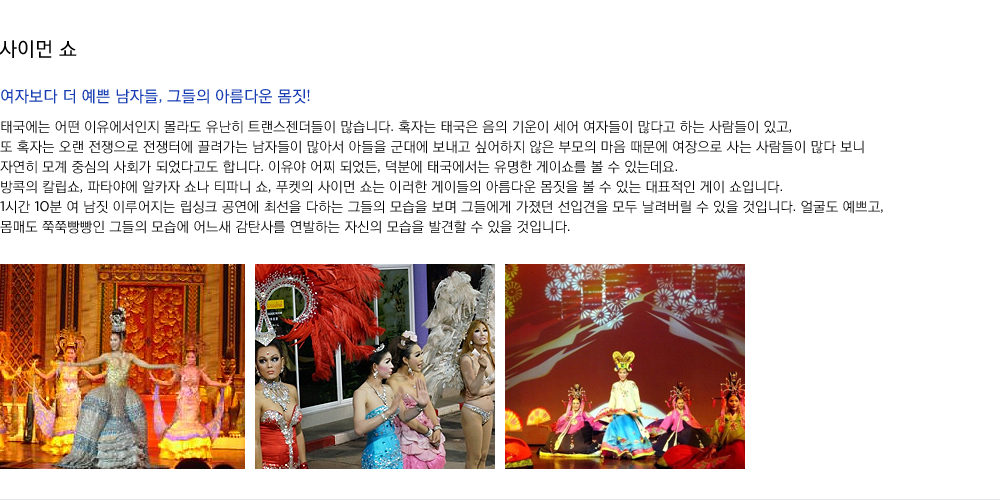 사이먼 쇼
여자보다 더 예쁜 남자들, 그들의 아름다운 몸짓!
태국에는 어떤 이유에서인지 몰라도 유난히 트랜스젠더들이 많습니다. 혹자는 태국은 음의 기운이 세어 여자들이 많다고 하는 사람들이 있고,
또 혹자는 오랜 전쟁으로 전쟁터에 끌려가는 남자들이 많아서 아들을 군대에 보내고 싶어하지 않은 부모의 마음 때문에 여장으로 사는 사람들이 많다 보니
자연히 모계 중심의 사회가 되었다고도 합니다. 이유야 어찌 되었든, 덕분에 태국에서는 유명한 게이쇼를 볼 수 있는데요.
방콕의 칼립쇼, 파타야에 알카자 쇼나 티파니 쇼, 푸켓의 사이먼 쇼는 이러한 게이들의 아름다운 몸짓을 볼 수 있는 대표적인 게이 쇼입니다.
1시간 10분 여 남짓 이루어지는 립싱크 공연에 최선을 다하는 그들의 모습을 보며 그들에게 가졌던 선입견을 모두 날려버릴 수 있을 것입니다. 얼굴도 예쁘고,
몸매도 쭉쭉빵빵인 그들의 모습에 어느새 감탄사를 연발하는 자신의 모습을 발견할 수 있을 것입니다.